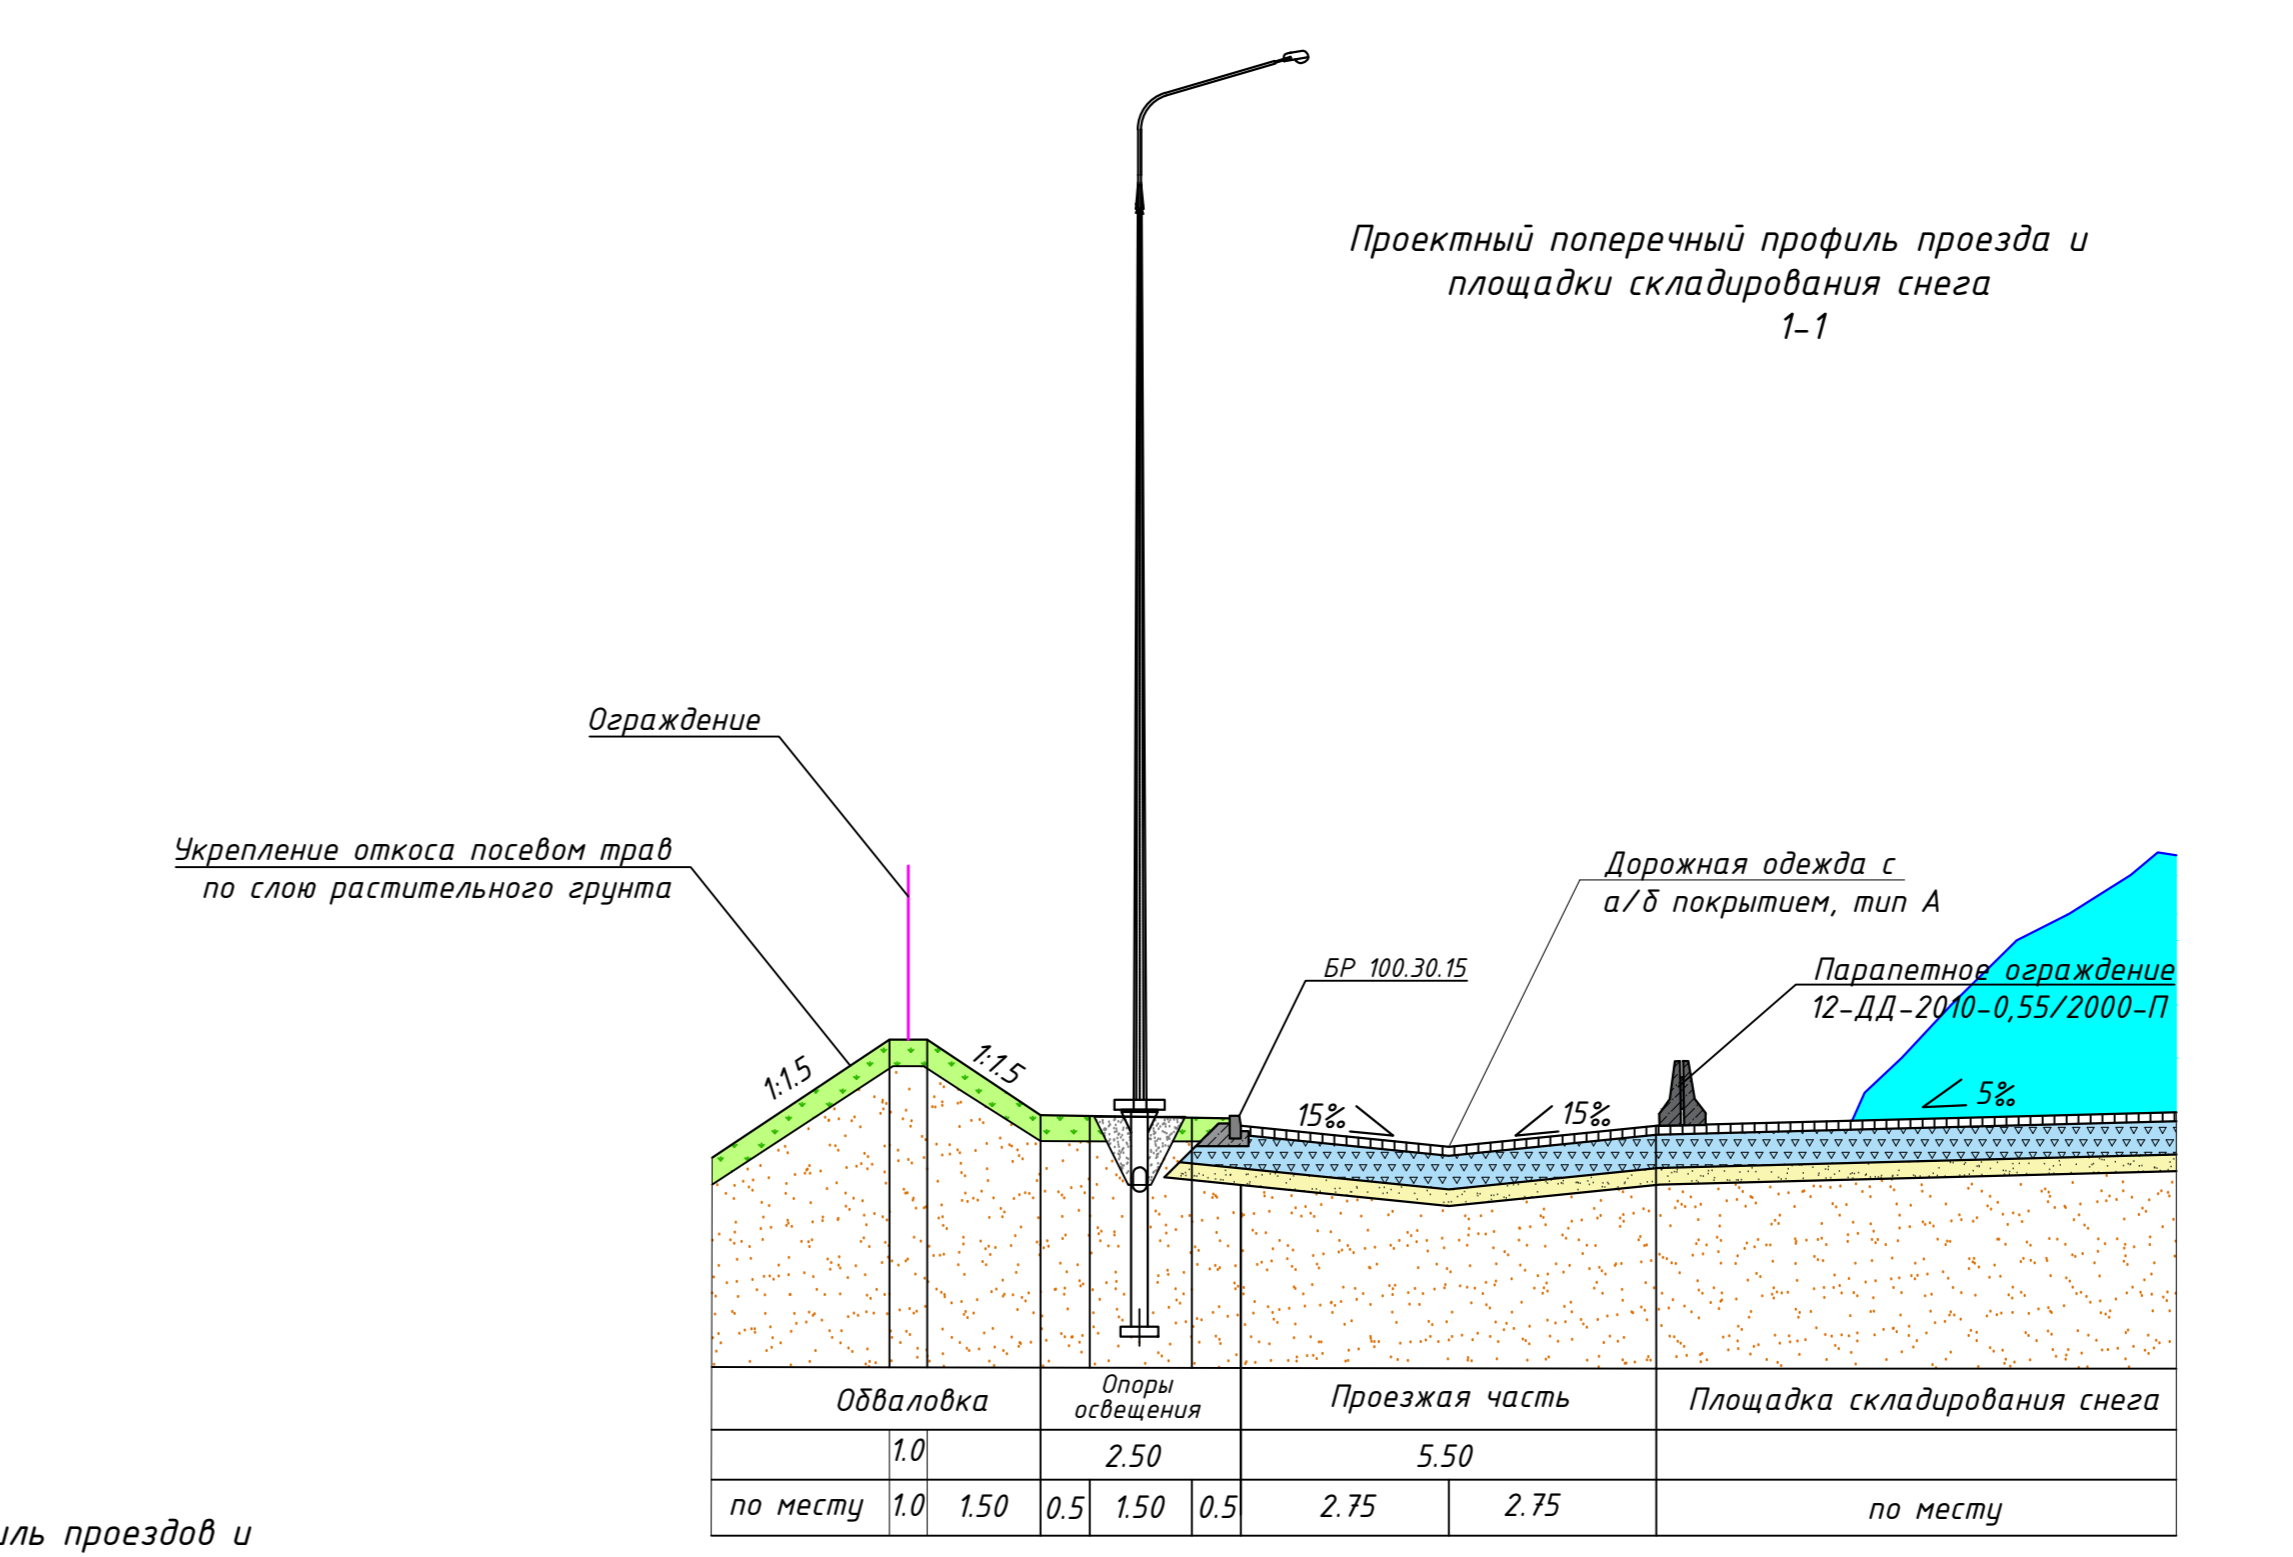 Проектный поперечный профиль проезда и
площадки складирования снега
1-1
Ограждение
Укрепление откоса посевом трав
по слою растительного грунта
Дорожная одежда с
а/б покрытием, тип А
БР 100.30.15
Парапетное ограждение
12-ДД-2010-0,55/2000-П
1:1.5
1:1.5
15‰
15‰
5‰
Обваловка
Опоры
освещения
Проезжая часть
Площадка складирования снега
1.0
2.50
5.50
по месту
1.0
1.50
0.5
1.50
0.5
2.75
2.75
по месту
проездов и